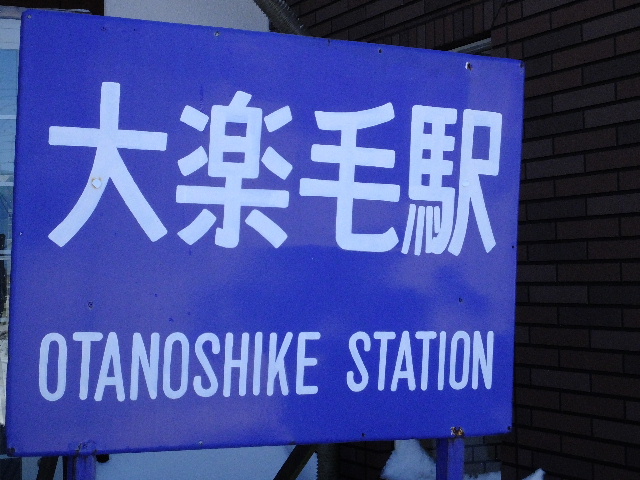 大楽毛駅
OTANOSHIKE STATION